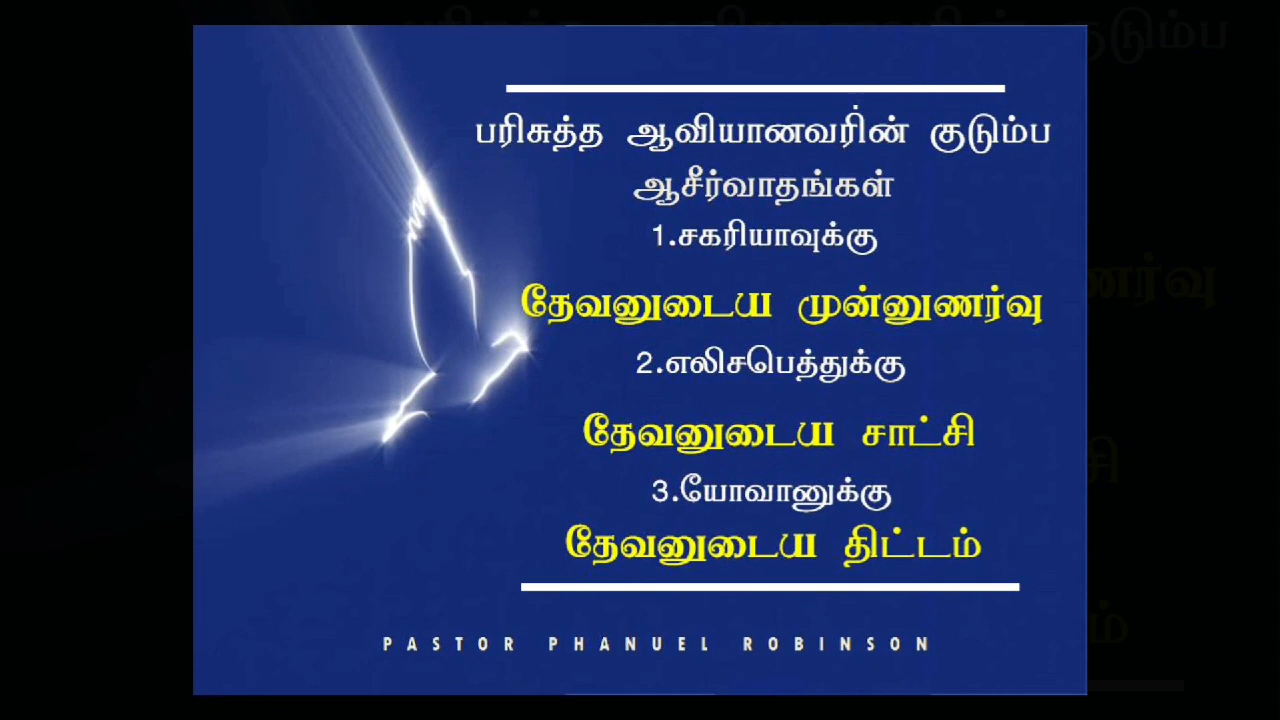 பரிசுத்த ஆவியானவரின் குடும்ப
ஆசீர்வாதங்கள்
1.சகரியாவுக்கு
தேவனுடைய முன்னுணர்வு
2.எலிசபெத்துக்கு
தேவனுடைய சாட்சி
3.யோவானுக்கு
தேவனுடைய திட்டம்
PASTOR PHANUEL ROBINSON